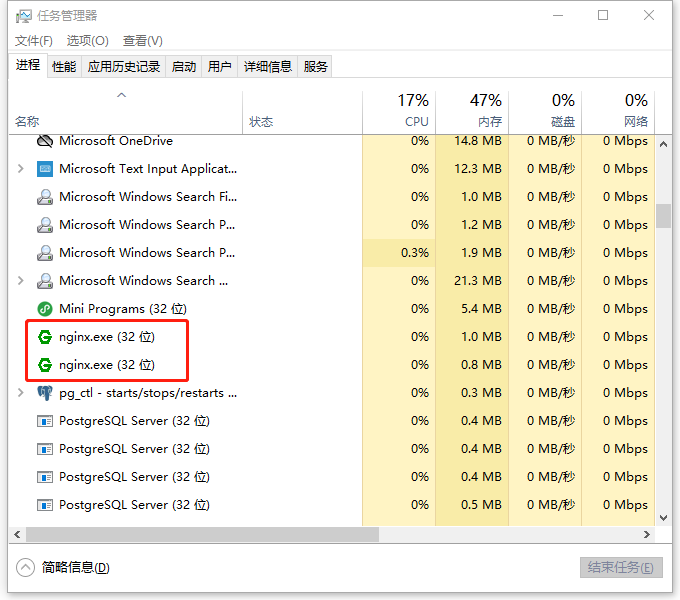 任务管理器
文件(F) 选项(O) 查看(V)
进程 性能 应用历史记录 启动 用户 详细信息 服务
17% 47% 0% 0%
名称 状态 CPU 内存 磁盘 网络
Microsoft OneDrive 0% 14.8 MB 0 MB/秒 0 Mbps
Microsoft Text Input Applicat... 0% 12.3 MB 0 MB/秒 0 Mbps
Microsoft Windows Search Fi... 0% 1.0 MB 0 MB/秒 0 Mbps
Microsoft Windows Search P... 0% 1.2 MB 0 MB/秒 0 Mbps
Microsoft Windows Search P... 0.3% 1.9 MB 0 MB/秒 0 Mbps
Microsoft Windows Search ... 0% 21.3 MB 0 MB/秒 0 Mbps
Mini Programs (32 位) 0% 5.4 MB 0 MB/秒 0 Mbps
nginx.exe (32 位) 0% 1.0 MB 0 MB/秒 0 Mbps
nginx.exe (32 位) 0% 0.8 MB 0 MB/秒 0 Mbps
pg_ctl - starts/stops/restarts ... 0% 0.3 MB 0 MB/秒 0 Mbps
PostgreSQL Server (32 位) 0% 0.4 MB 0 MB/秒 0 Mbps
PostgreSQL Server (32 位) 0% 0.4 MB 0 MB/秒 0 Mbps
PostgreSQL Server (32 位) 0% 0.4 MB 0 MB/秒 0 Mbps
PostgreSQL Server (32 位) 0% 0.5 MB 0 MB/秒 0 Mbps
简略信息(D) 结束任务(E)